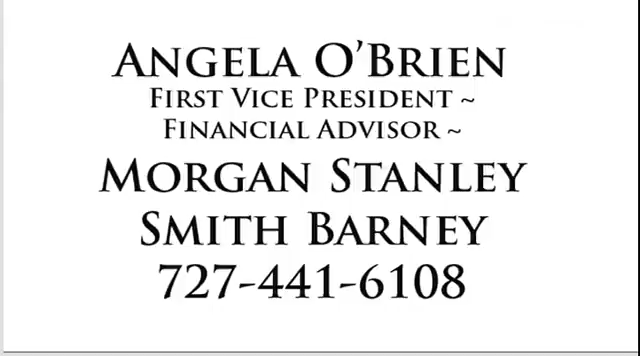 Angela O'Brien
First Vice President ~
Financial Advisor ~
Morgan Stanley
Smith Barney
727-441-6108